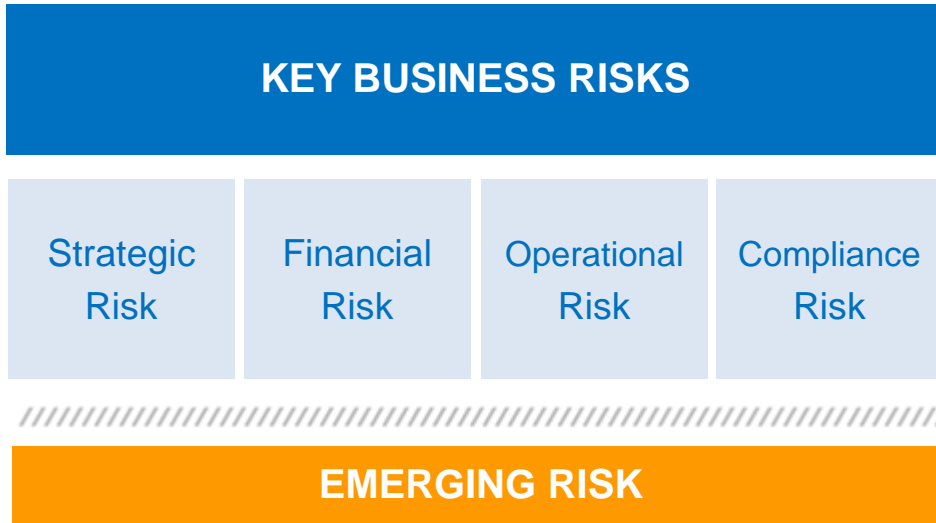 KEY BUSINESS RISKS
Strategic
Risk
Financial
Risk
Operational
Risk
Compliance
Risk
EMERGING RISK